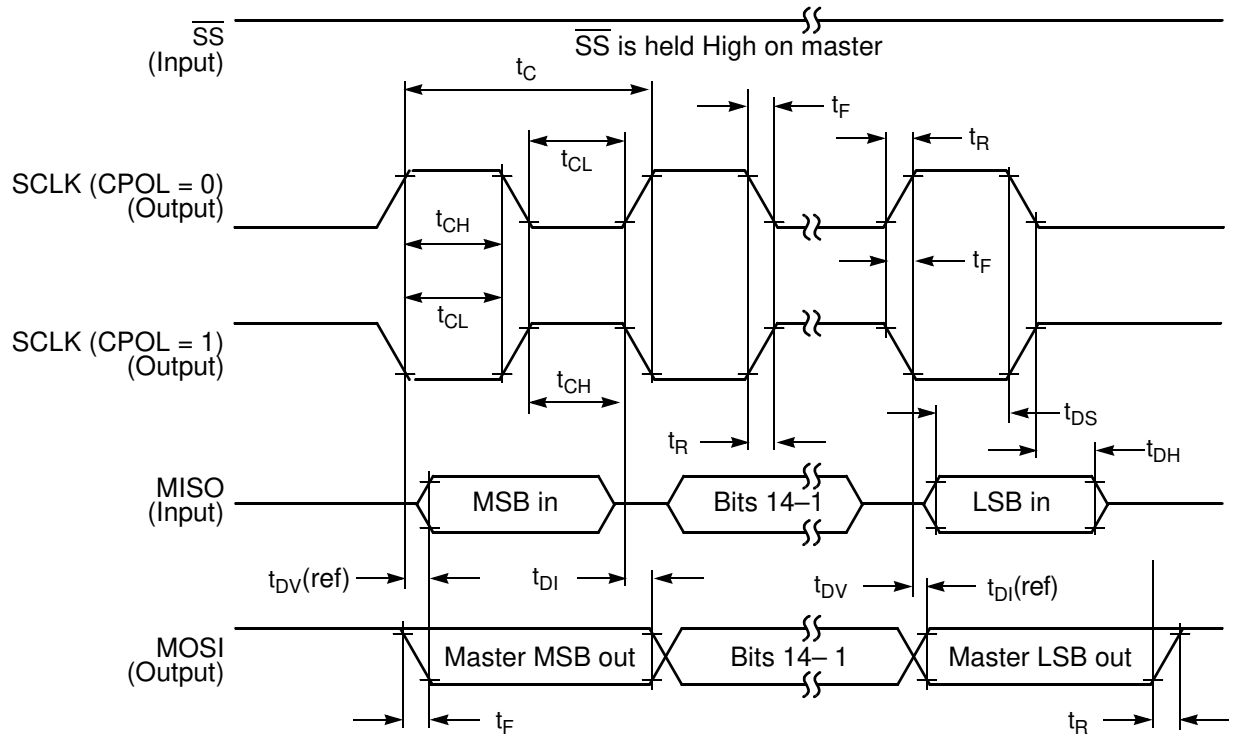 SS
(Input)
SS is held High on master
tC
tF
tR
tCL
SCLK (CPOL = 0)
(Output)
tCH
tF
tCL
SCLK (CPOL = 1)
(Output)
tCH
tDS
tR
tDH
MISO
(Input)
MSB in
Bits 14–1
LSB in
tDV(ref)
tDI
tDV
tDI(ref)
MOSI
(Output)
Master MSB out
Bits 14– 1
Master LSB out
tF
tR